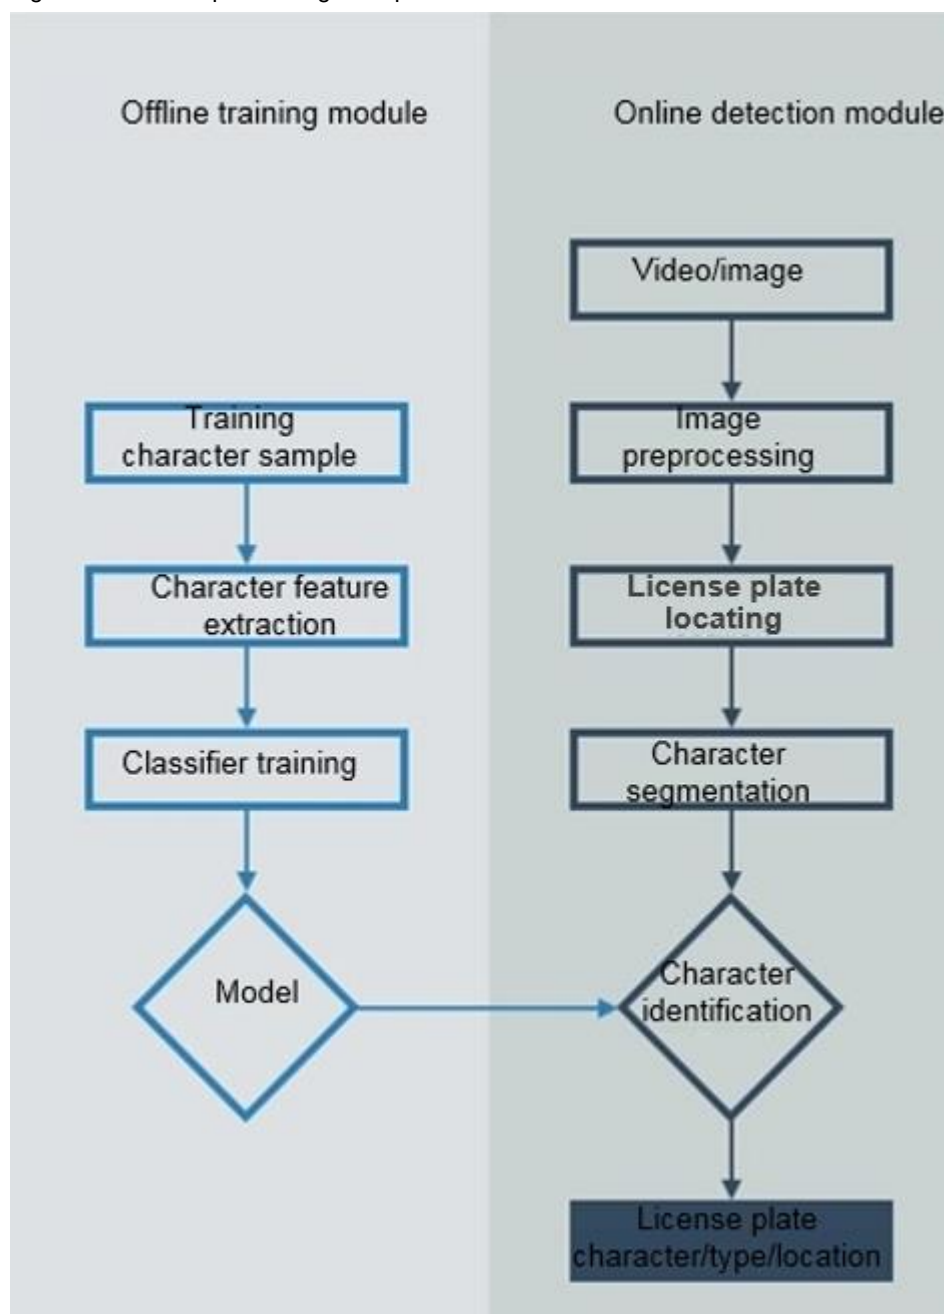 Offline training module
Online detection module
Video/image
Training
character sample
Image
preprocessing
Character feature
extraction
License plate
locating
Classifier training
Character
segmentation
Model
Character
identification
License plate
character/type/location